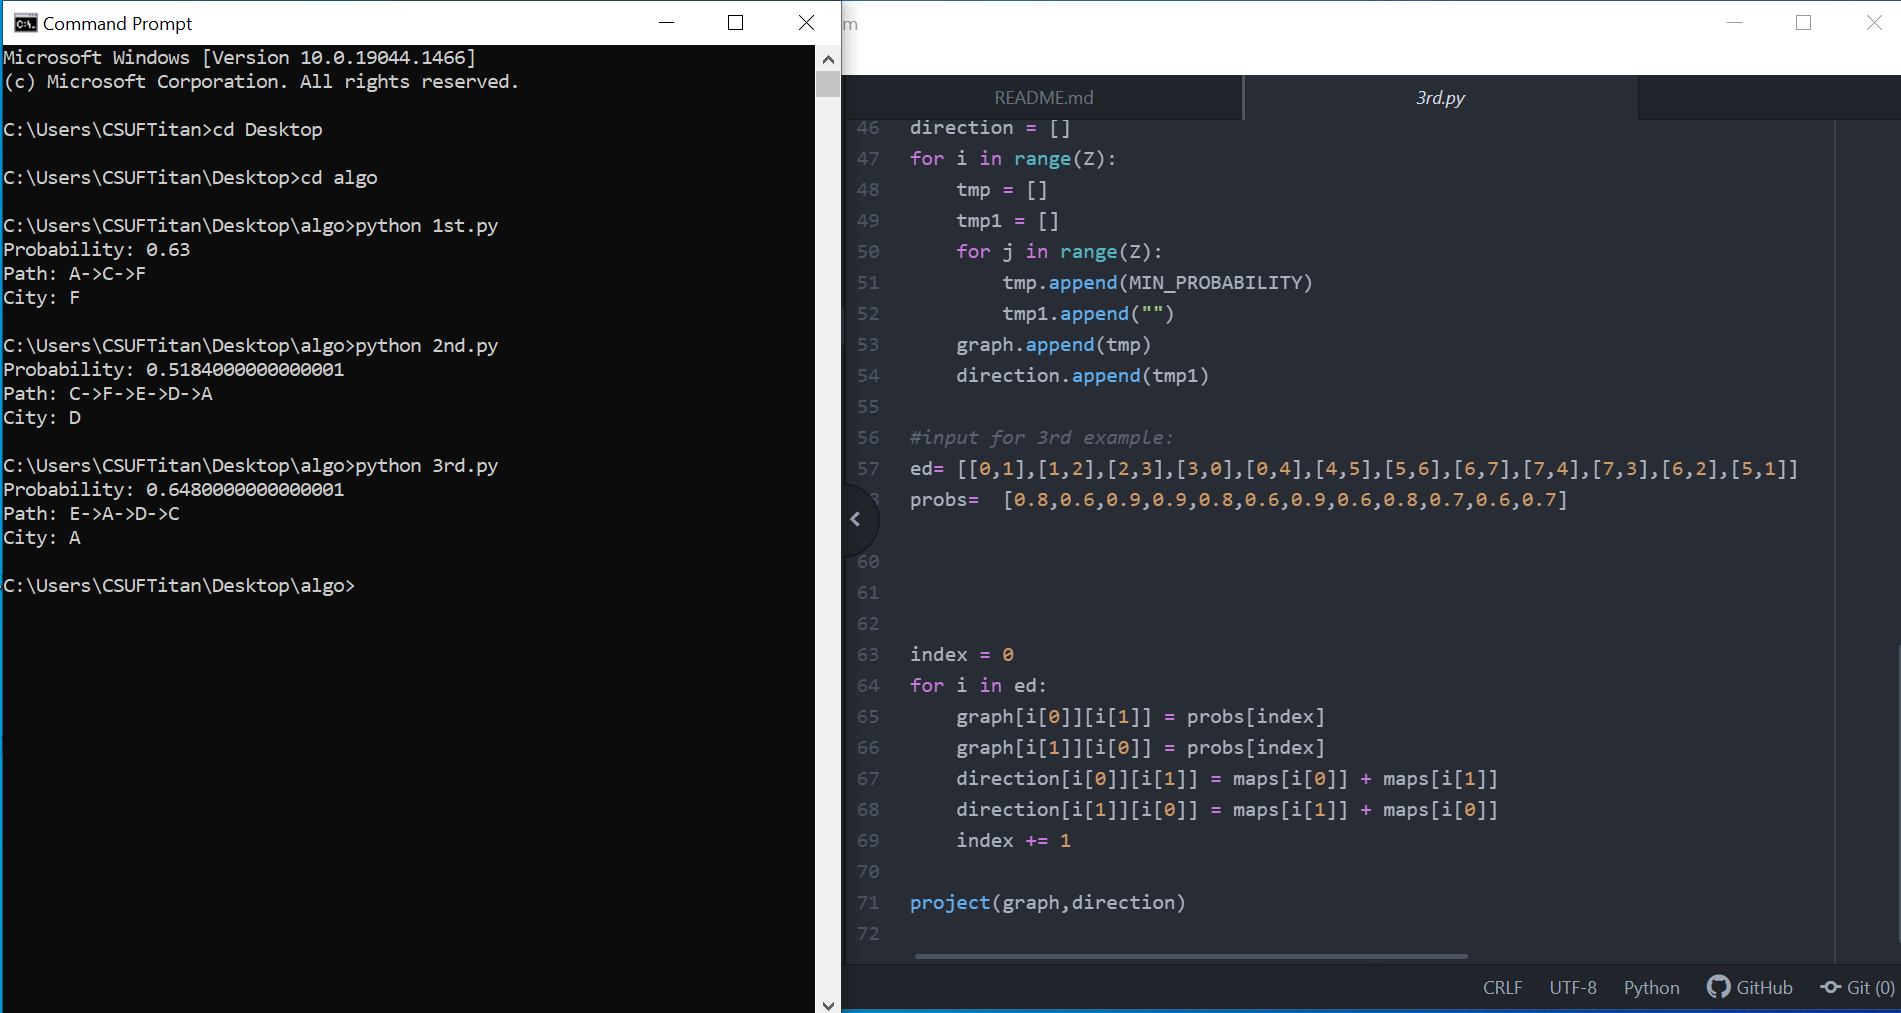 Command Prompt
Microsoft Windows [Version 10.0.19044.1466]
(c) Microsoft Corporation. All rights reserved.
C:\Users\CSUFTitan>cd Desktop
C:\Users\CSUFTitan\Desktop>cd algo
C:\Users\CSUFTitan\Desktop\algo>python 1st.py
Probability: 0.63
Path: A->C->F
City: F
C:\Users\CSUFTitan\Desktop\algo>python 2nd.py
Probability: 0.5184000000000001
Path: C->F->E->D->A
City: D
C:\Users\CSUFTitan\Desktop\algo>python 3rd.py
Probability: 0.6480000000000001
Path: E->A->D->C
City: A
C:\Users\CSUFTitan\Desktop\algo>
m
README.md
3rd.py
46 direction = []
47 for i in range(Z):
48     tmp = []
49     tmp1 = []
50     for j in range(Z):
51         tmp.append(MIN_PROBABILITY)
52         tmp1.append("")
53     graph.append(tmp)
54     direction.append(tmp1)
55
56 #input for 3rd example:
57 ed= [[0,1],[1,2],[2,3],[3,0],[0,4],[4,5],[5,6],[6,7],[7,4],[7,3],[6,2],[5,1]]
probs=  [0.8,0.6,0.9,0.9,0.8,0.6,0.9,0.6,0.8,0.7,0.6,0.7]
60
61
62
63 index = 0
64 for i in ed:
65     graph[i[0]][i[1]] = probs[index]
66     graph[i[1]][i[0]] = probs[index]
67     direction[i[0]][i[1]] = maps[i[0]] + maps[i[1]]
68     direction[i[1]][i[0]] = maps[i[1]] + maps[i[0]]
69     index += 1
70
71 project(graph,direction)
72
CRLF UTF-8 Python GitHub Git (0)